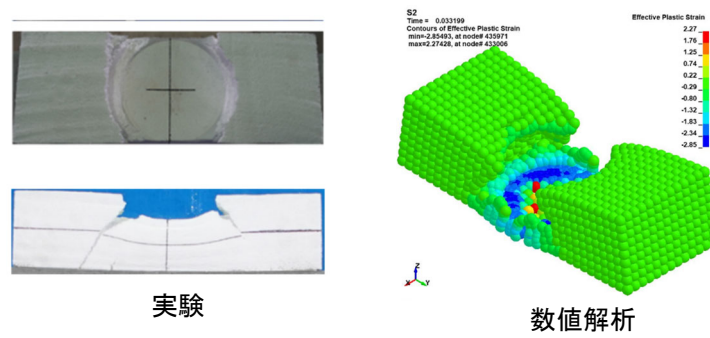 S2
Time = 0.033199
Contours of Effective Plastic Strain
min=-2.85493, at node# 435971
max=2.27428, at node# 433006
Effective Plastic Strain
2.27
1.76
1.25
0.74
0.22
-0.29
-0.80
-1.32
-1.83
-2.34
-2.85
Z
X
Y
実験
数値解析